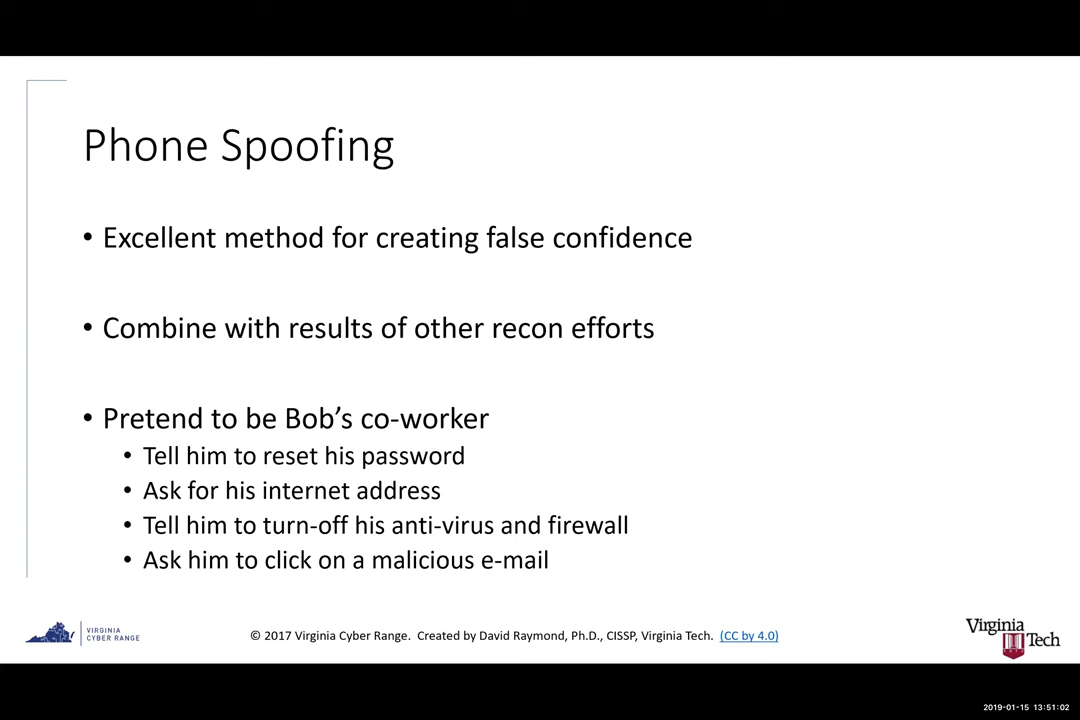 Phone Spoofing
• Excellent method for creating false confidence
• Combine with results of other recon efforts
• Pretend to be Bob’s co-worker
• Tell him to reset his password
• Ask for his internet address
• Tell him to turn-off his anti-virus and firewall
• Ask him to click on a malicious e-mail
VIRGINIA
CYBER RANGE
© 2017 Virginia Cyber Range. Created by David Raymond, Ph.D., CISSP, Virginia Tech. (CC by 4.0)
Virginia
Tech
2019-01-15 13:51:02